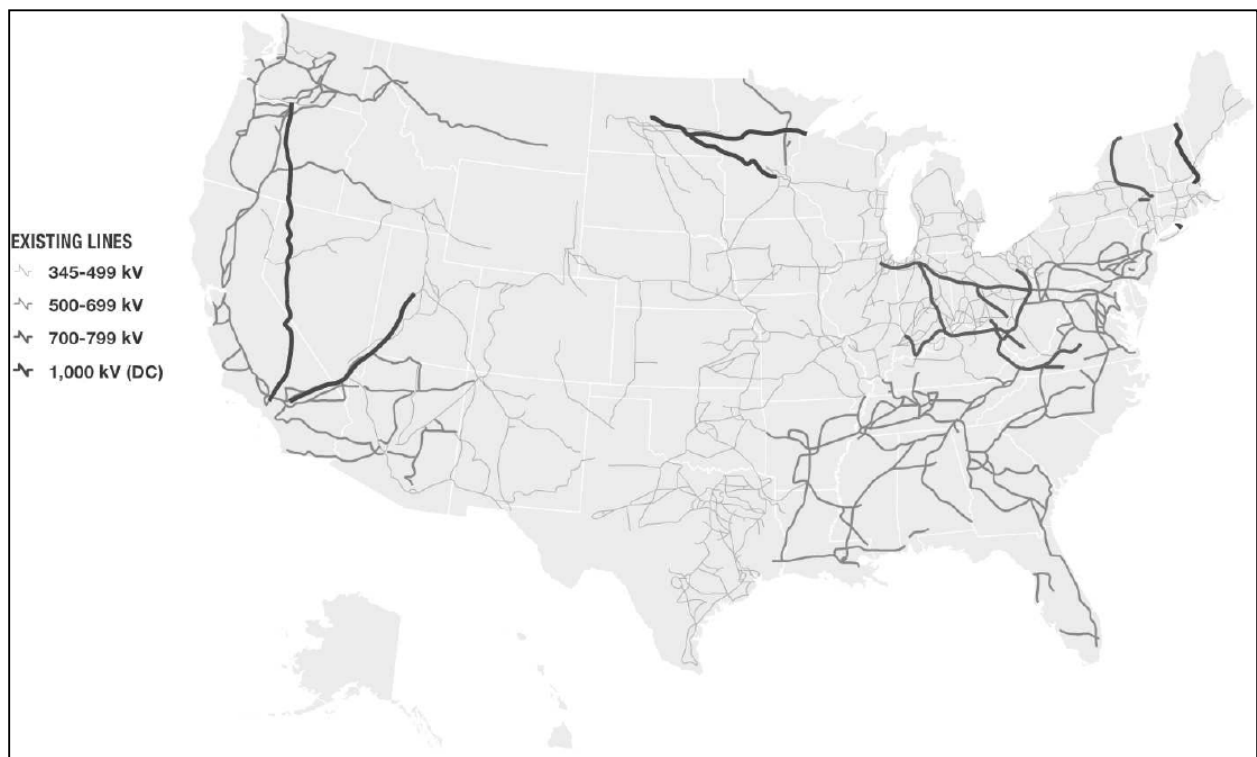 EXISTING LINES
345-499 kV
500-699 kV
700-799 kV
1,000 kV (DC)